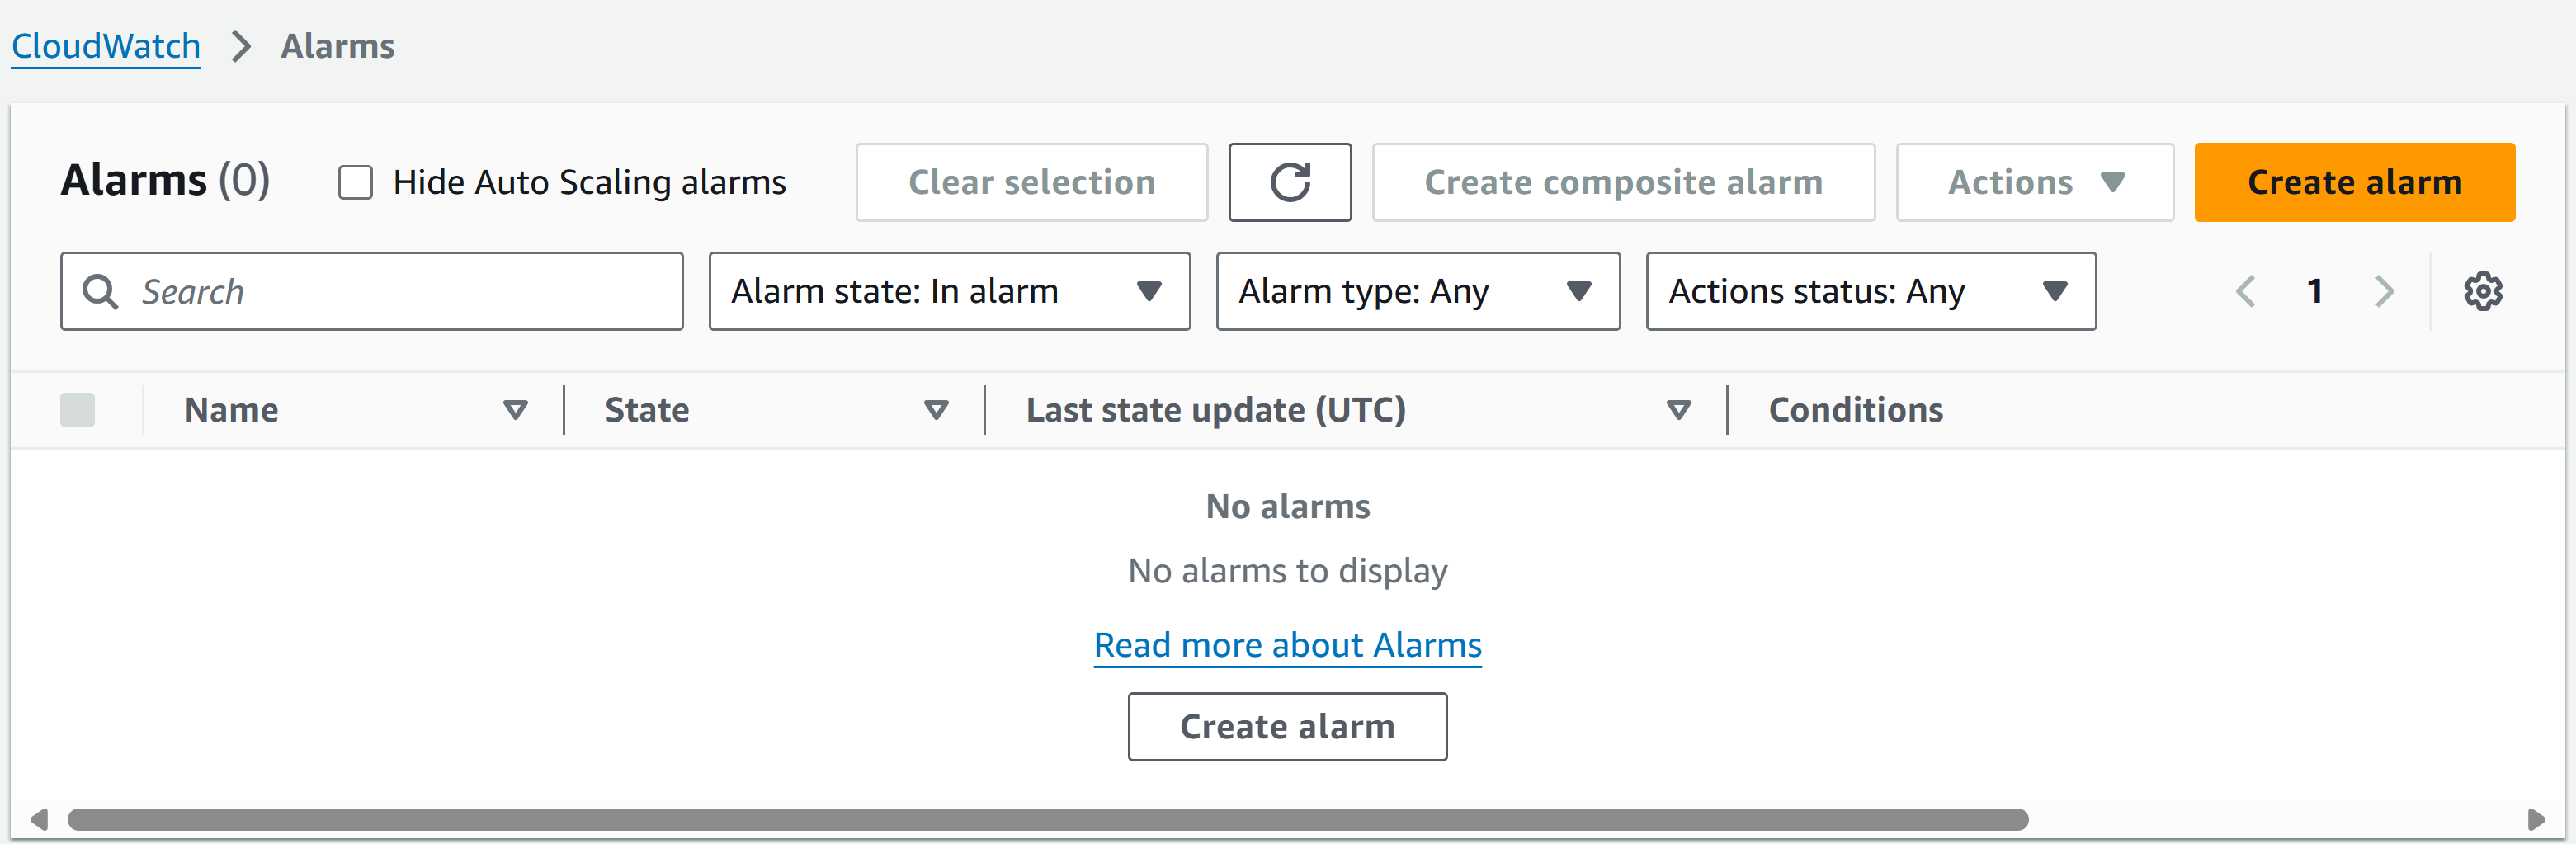 CloudWatch > Alarms
Alarms (0) Hide Auto Scaling alarms Clear selection Create composite alarm Actions Create alarm
Search Alarm state: In alarm Alarm type: Any Actions status: Any 1
Name State Last state update (UTC) Conditions
No alarms
No alarms to display
Read more about Alarms
Create alarm